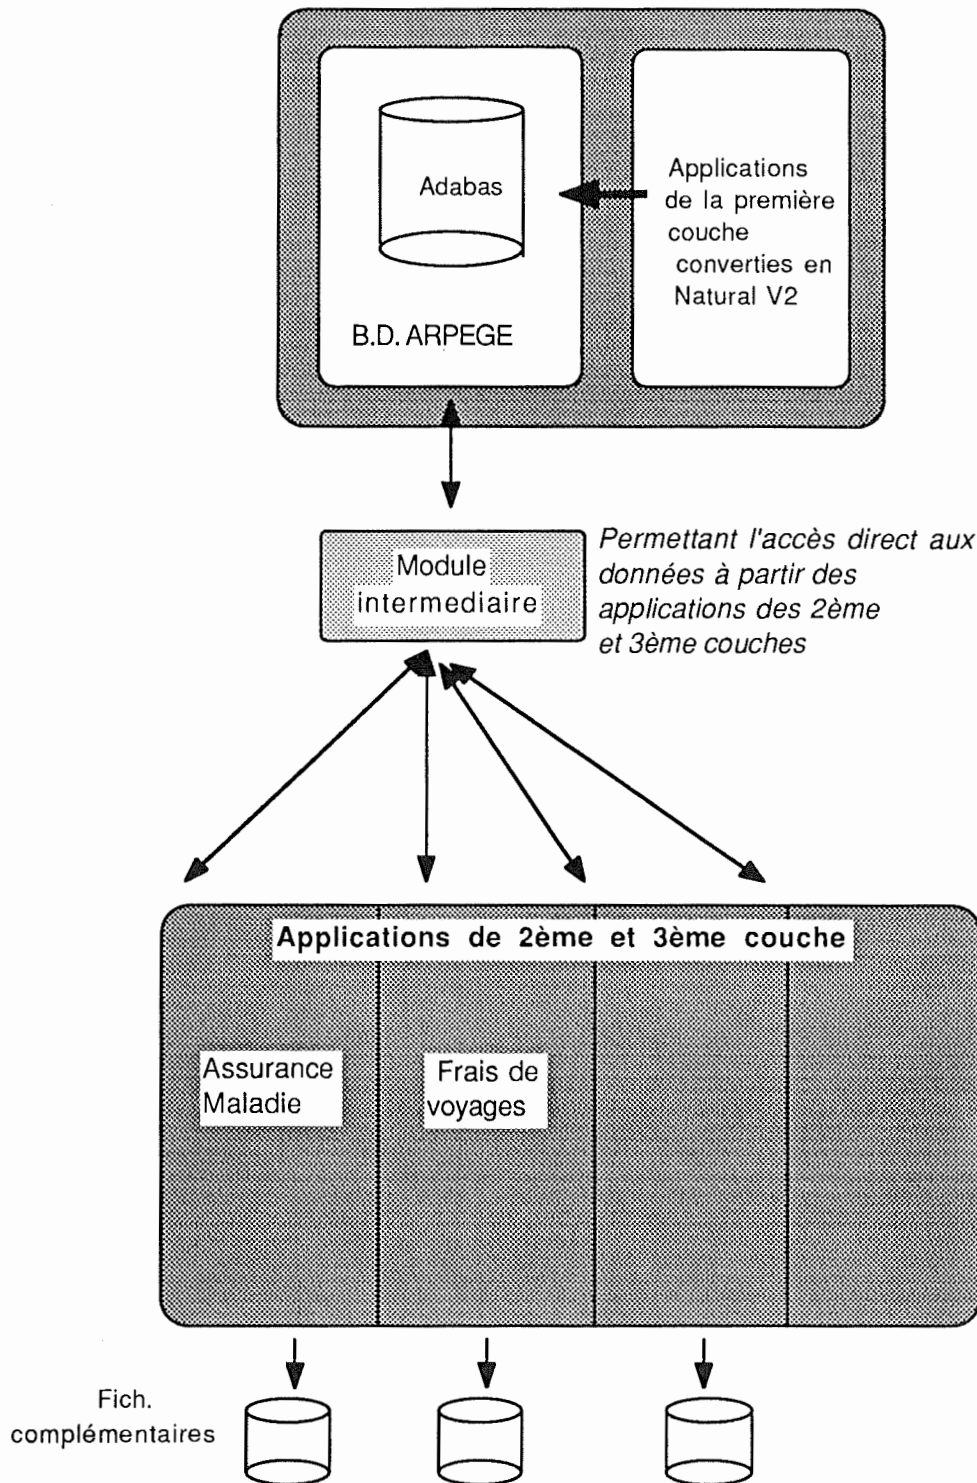 Adabas
B.D. ARPEGE
Applications
de la première
couche
converties en
Natural V2
Module
intermediaire
Permettant l'accès direct aux
données à partir des
applications des 2ème
et 3ème couches
Applications de 2ème et 3ème couche
Assurance
Maladie
Frais de
voyages
Fich.
complémentaires